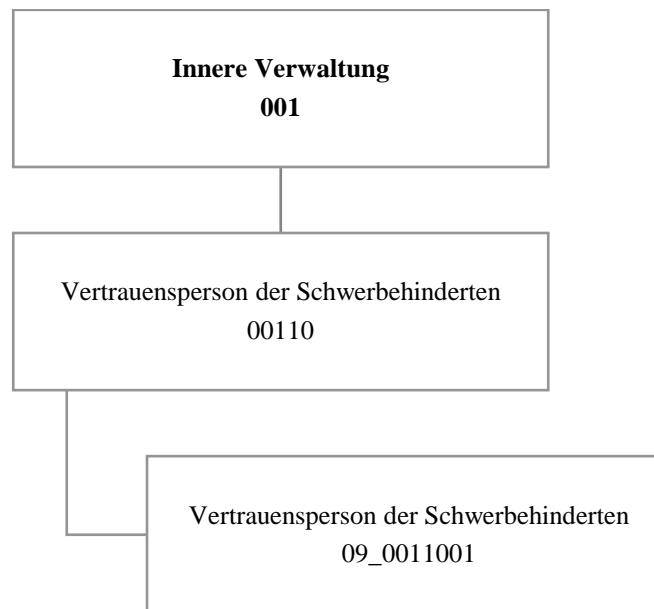 Innere Verwaltung
001
Vertrauensperson der Schwerbehinderten
00110
Vertrauensperson der Schwerbehinderten
09_0011001